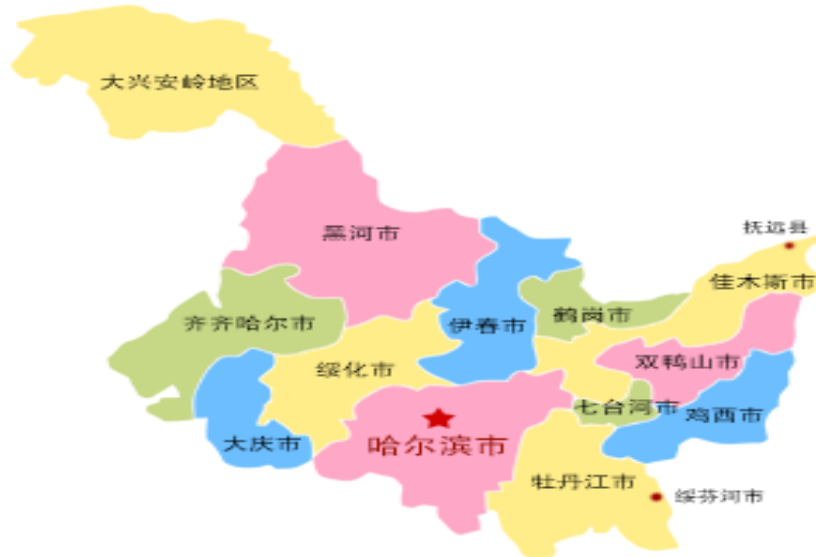 大兴安岭地区
黑河市
抚远县
佳木斯市
齐齐哈尔市
伊春市
鹤岗市
绥化市
双鸭山市
七台河市
鸡西市
大庆市
哈尔滨市
牡丹江市
绥芬河市